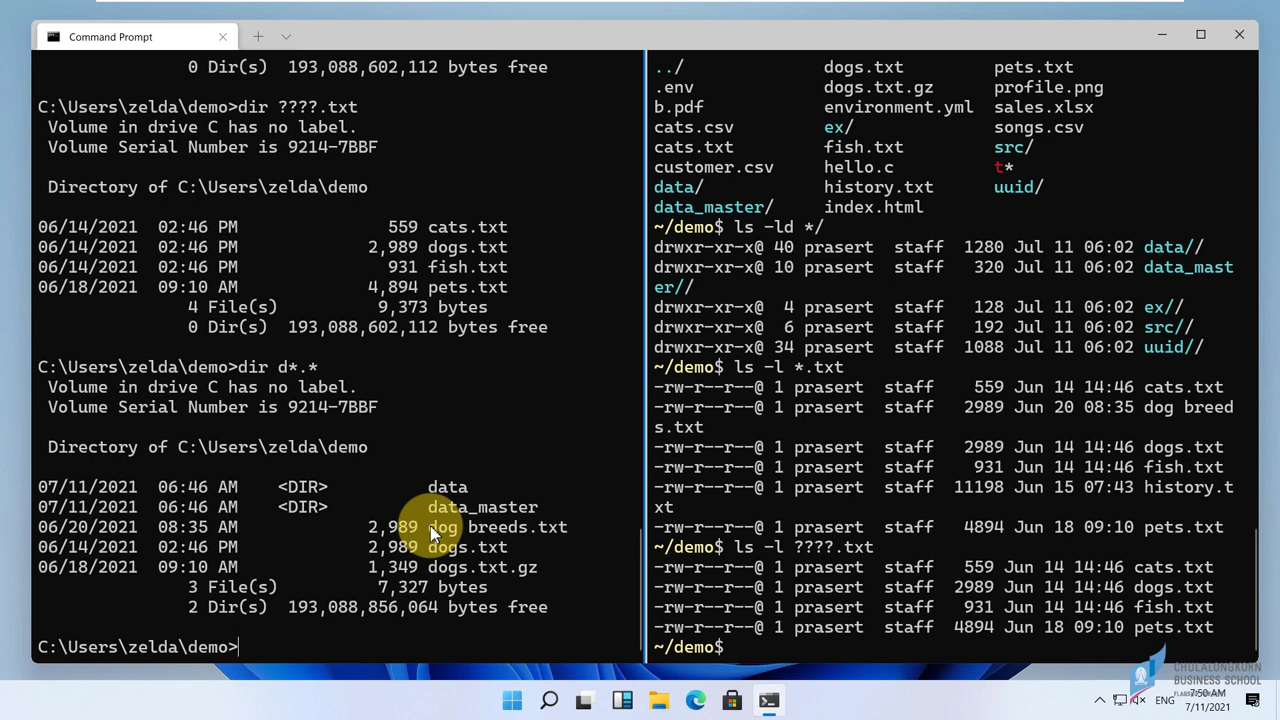 Command Prompt
0 Dir(s)  193,088,602,112 bytes free
C:\Users\zelda\demo>dir ????.txt
Volume in drive C has no label.
Volume Serial Number is 9214-7BBF
Directory of C:\Users\zelda\demo
06/14/2021  02:46 PM               559 cats.txt
06/14/2021  02:46 PM             2,989 dogs.txt
06/14/2021  02:46 PM               931 fish.txt
06/18/2021  09:10 AM             4,894 pets.txt
4 File(s)          9,373 bytes
0 Dir(s)  193,088,602,112 bytes free
C:\Users\zelda\demo>dir d*.*
Volume in drive C has no label.
Volume Serial Number is 9214-7BBF
Directory of C:\Users\zelda\demo
07/11/2021  06:46 AM    <DIR>          data
07/11/2021  06:46 AM    <DIR>          data_master
06/20/2021  08:35 AM             2,989 dog breeds.txt
06/14/2021  02:46 PM             2,989 dogs.txt
06/18/2021  09:10 AM             1,349 dogs.txt.gz
3 File(s)          7,327 bytes
2 Dir(s)  193,088,856,064 bytes free
C:\Users\zelda\demo>
../              dogs.txt         pets.txt
.env             dogs.txt.gz      profile.png
b.pdf            environment.yml  sales.xlsx
cats.csv         ex/              songs.csv
cats.txt         fish.txt         src/
customer.csv     hello.c          t*
data/            history.txt      uuid/
data_master/     index.html
~/demo$ ls -ld */
drwxr-xr-x@ 40 prasert  staff   1280 Jul 11 06:02 data//
drwxr-xr-x@ 10 prasert  staff    320 Jul 11 06:02 data_mast
er//
drwxr-xr-x@  4 prasert  staff    128 Jul 11 06:02 ex//
drwxr-xr-x@  6 prasert  staff    192 Jul 11 06:02 src//
drwxr-xr-x@ 34 prasert  staff   1088 Jul 11 06:02 uuid//
~/demo$ ls -l *.txt
-rw-r--r--@ 1 prasert  staff    559 Jun 14 14:46 cats.txt
-rw-r--r--@ 1 prasert  staff   2989 Jun 20 08:35 dog breed
s.txt
-rw-r--r--@ 1 prasert  staff   2989 Jun 14 14:46 dogs.txt
-rw-r--r--@ 1 prasert  staff    931 Jun 14 14:46 fish.txt
-rw-r--r--@ 1 prasert  staff  11198 Jun 15 07:43 history.t
xt
-rw-r--r--@ 1 prasert  staff   4894 Jun 18 09:10 pets.txt
~/demo$ ls -l ????.txt
-rw-r--r--@ 1 prasert  staff   559 Jun 14 14:46 cats.txt
-rw-r--r--@ 1 prasert  staff  2989 Jun 14 14:46 dogs.txt
-rw-r--r--@ 1 prasert  staff   931 Jun 14 14:46 fish.txt
-rw-r--r--@ 1 prasert  staff  4894 Jun 18 09:10 pets.txt
~/demo$
CHULALONGKORN
BUSINESS SCHOOL
ENG
7:50 AM
7/11/2021